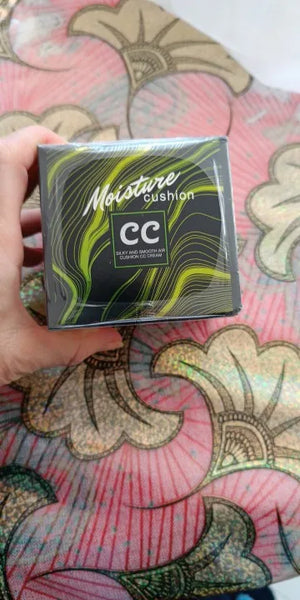 Moisture
cushion
CC
SILKY AND SMOOTH AIR
CUSHION CC CREAM